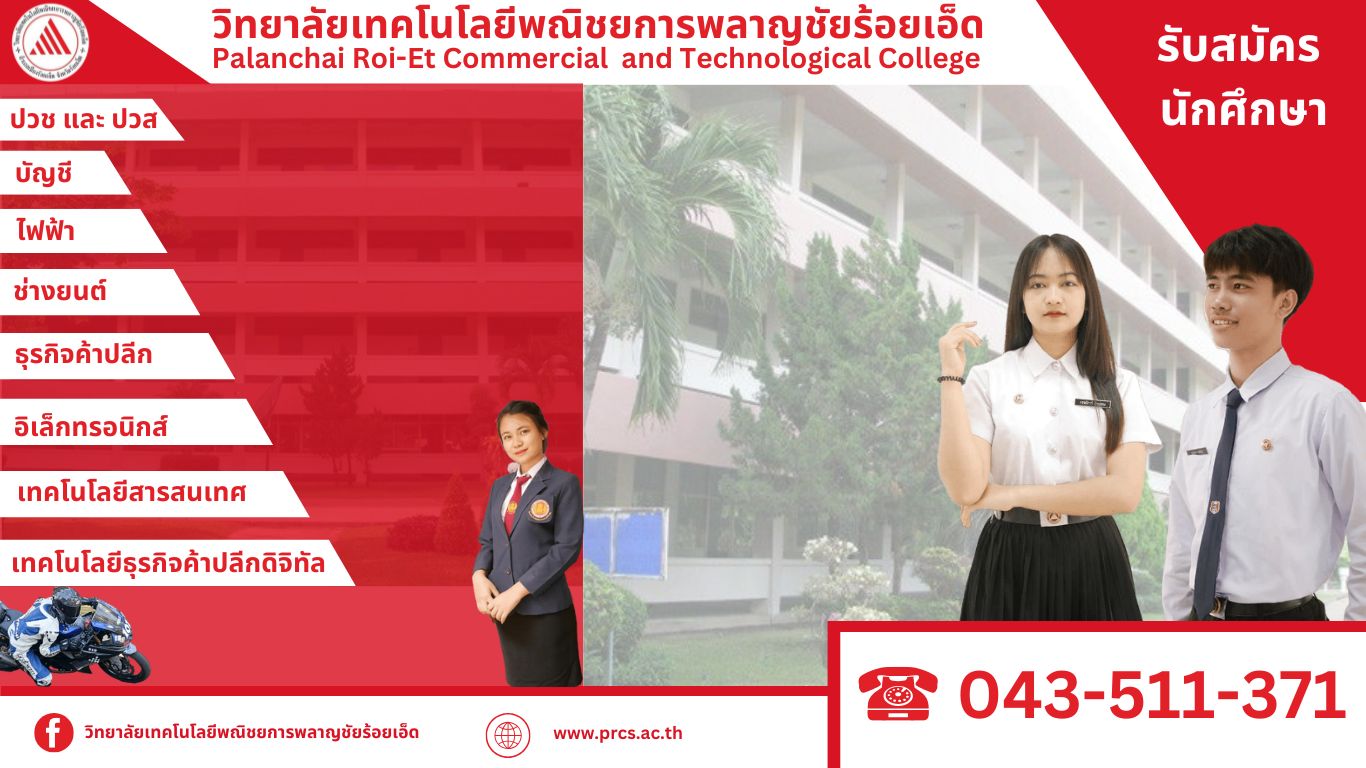 วิทยาลัยเทคโนโลยีพณิชยการพลาญชัยร้อยเอ็ด
Palanchai Roi-Et Commercial and Technological College
รับสมัคร
นักศึกษา
ปวช และ ปวส
บัญชี
ไฟฟ้า
ช่างยนต์
ธุรกิจค้าปลีก
อิเล็กทรอนิกส์
เทคโนโลยีสารสนเทศ
เทคโนโลยีธุรกิจค้าปลีกดิจิทัล
043-511-371
วิทยาลัยเทคโนโลยีพณิชยการพลาญชัยร้อยเอ็ด
www.prcs.ac.th